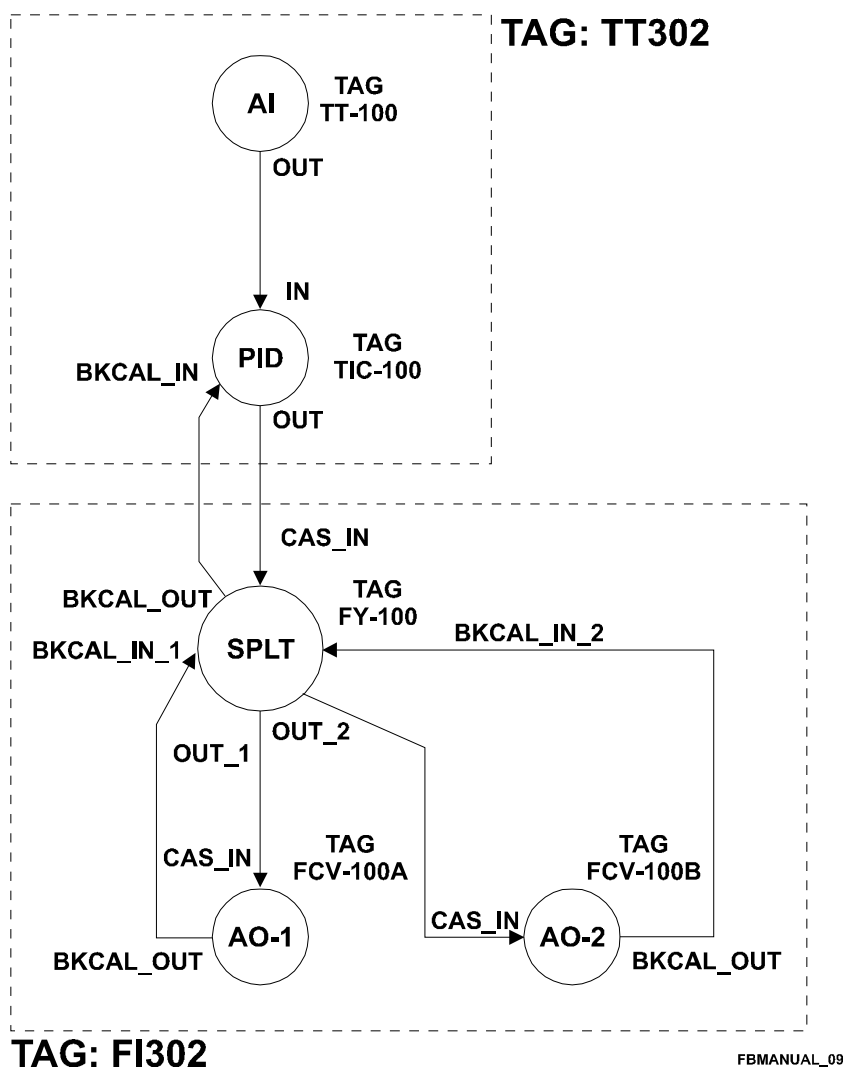 TAG: TT302
AI
TAG
TT-100
OUT
IN
PID
TAG
TIC-100
BKCAL_IN
OUT
CAS_IN
BKCAL_OUT
TAG
FY-100
BKCAL_IN_1
SPLT
BKCAL_IN_2
OUT_1
OUT_2
CAS_IN
TAG
FCV-100A
TAG
FCV-100B
AO-1
BKCAL_OUT
CAS_IN
AO-2
BKCAL_OUT
TAG: FI302
FBMANUAL_09